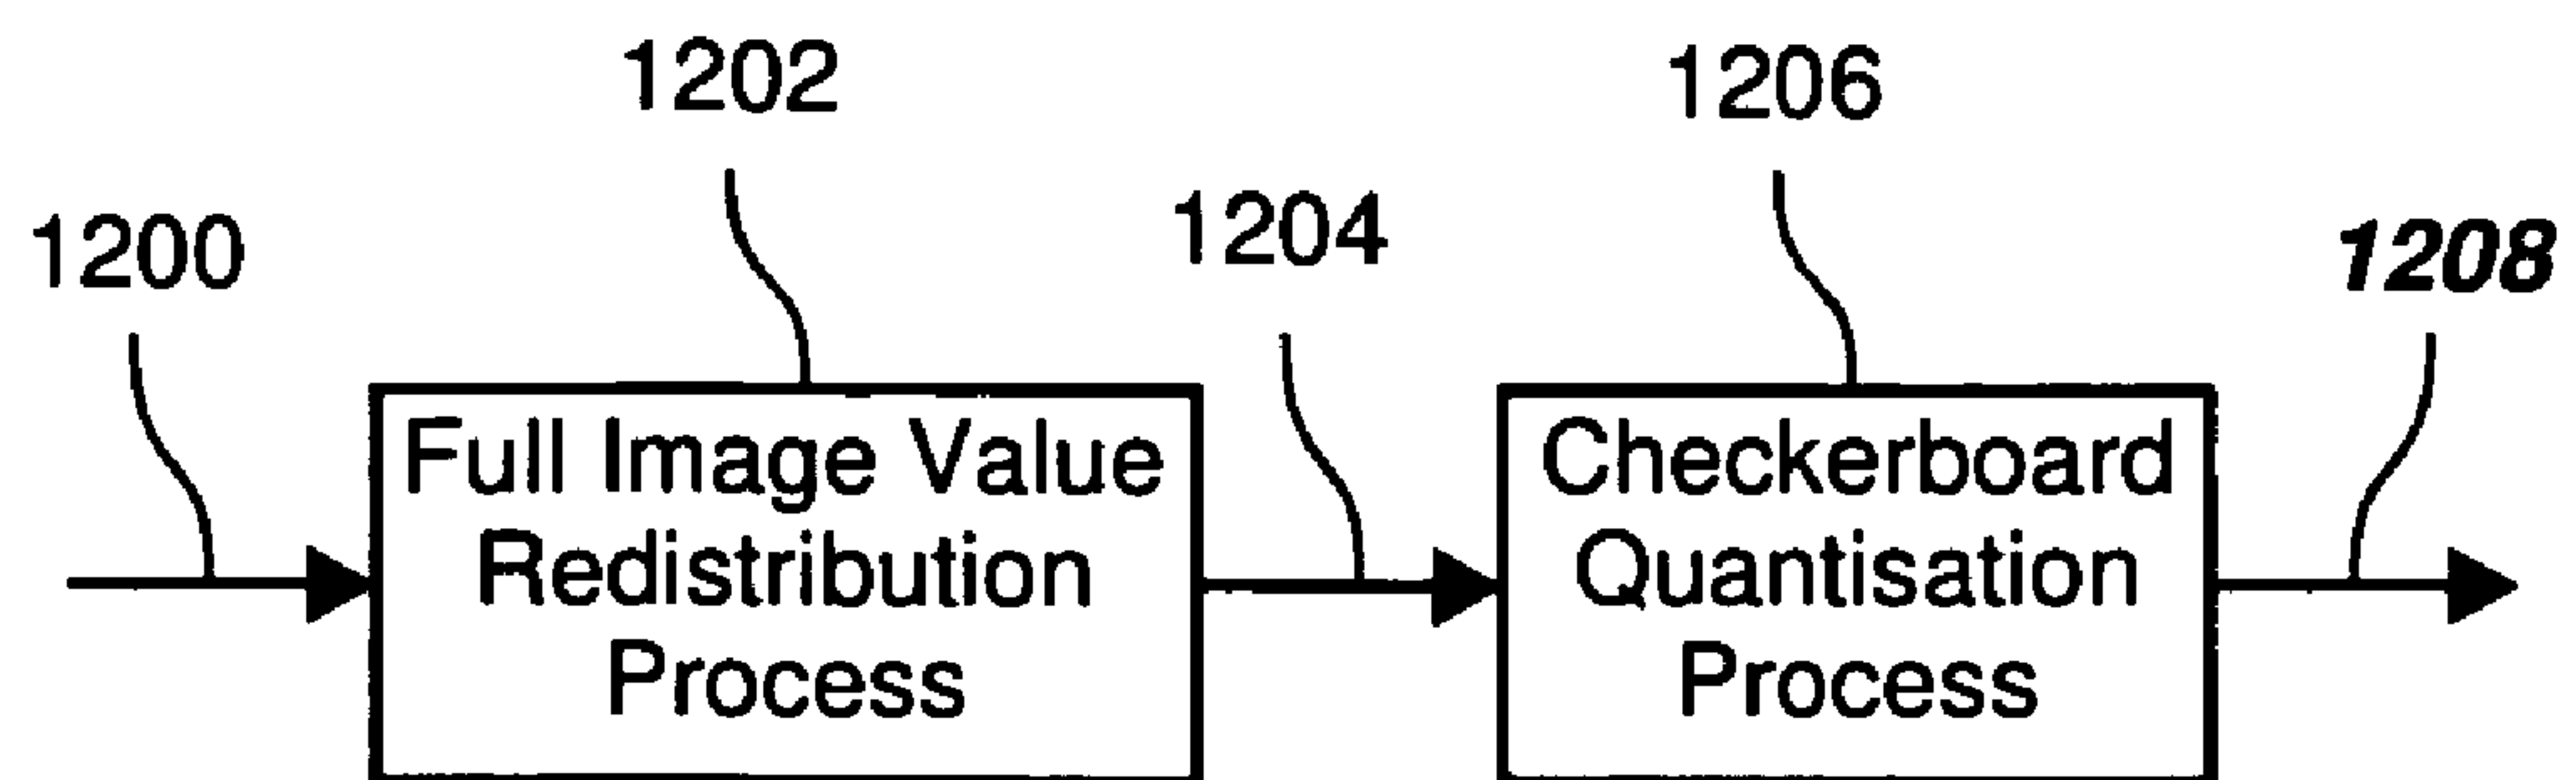 1202
1206
1204
1200
1208
Full Image Value
Redistribution
Process
Checkerboard
Quantisation
Process